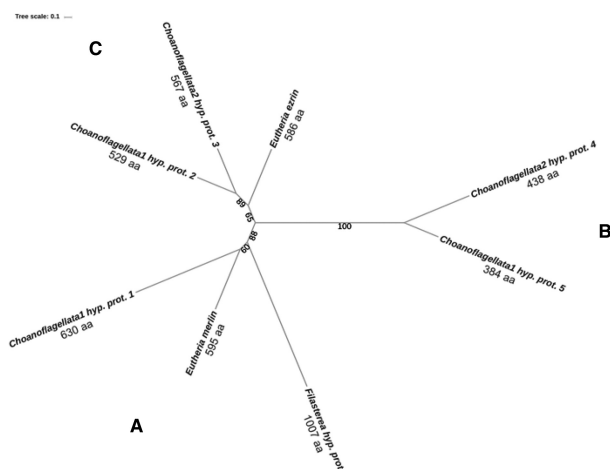 Tree scale: 0.1
C
Choanoflagellata2 hyp. prot. 3
567 aa
Eutheria ezrin
586 aa
Choanoflagellata1 hyp. prot. 2
529 aa
Choanoflagellata2 hyp. prot. 4
438 aa
89
65
100
88
60
Choanoflagellata1 hyp. prot. 5
384 aa
B
Choanoflagellata1 hyp. prot. 1
630 aa
Eutheria merlin
595 aa
Filasterea hyp. prot
1007 aa
A